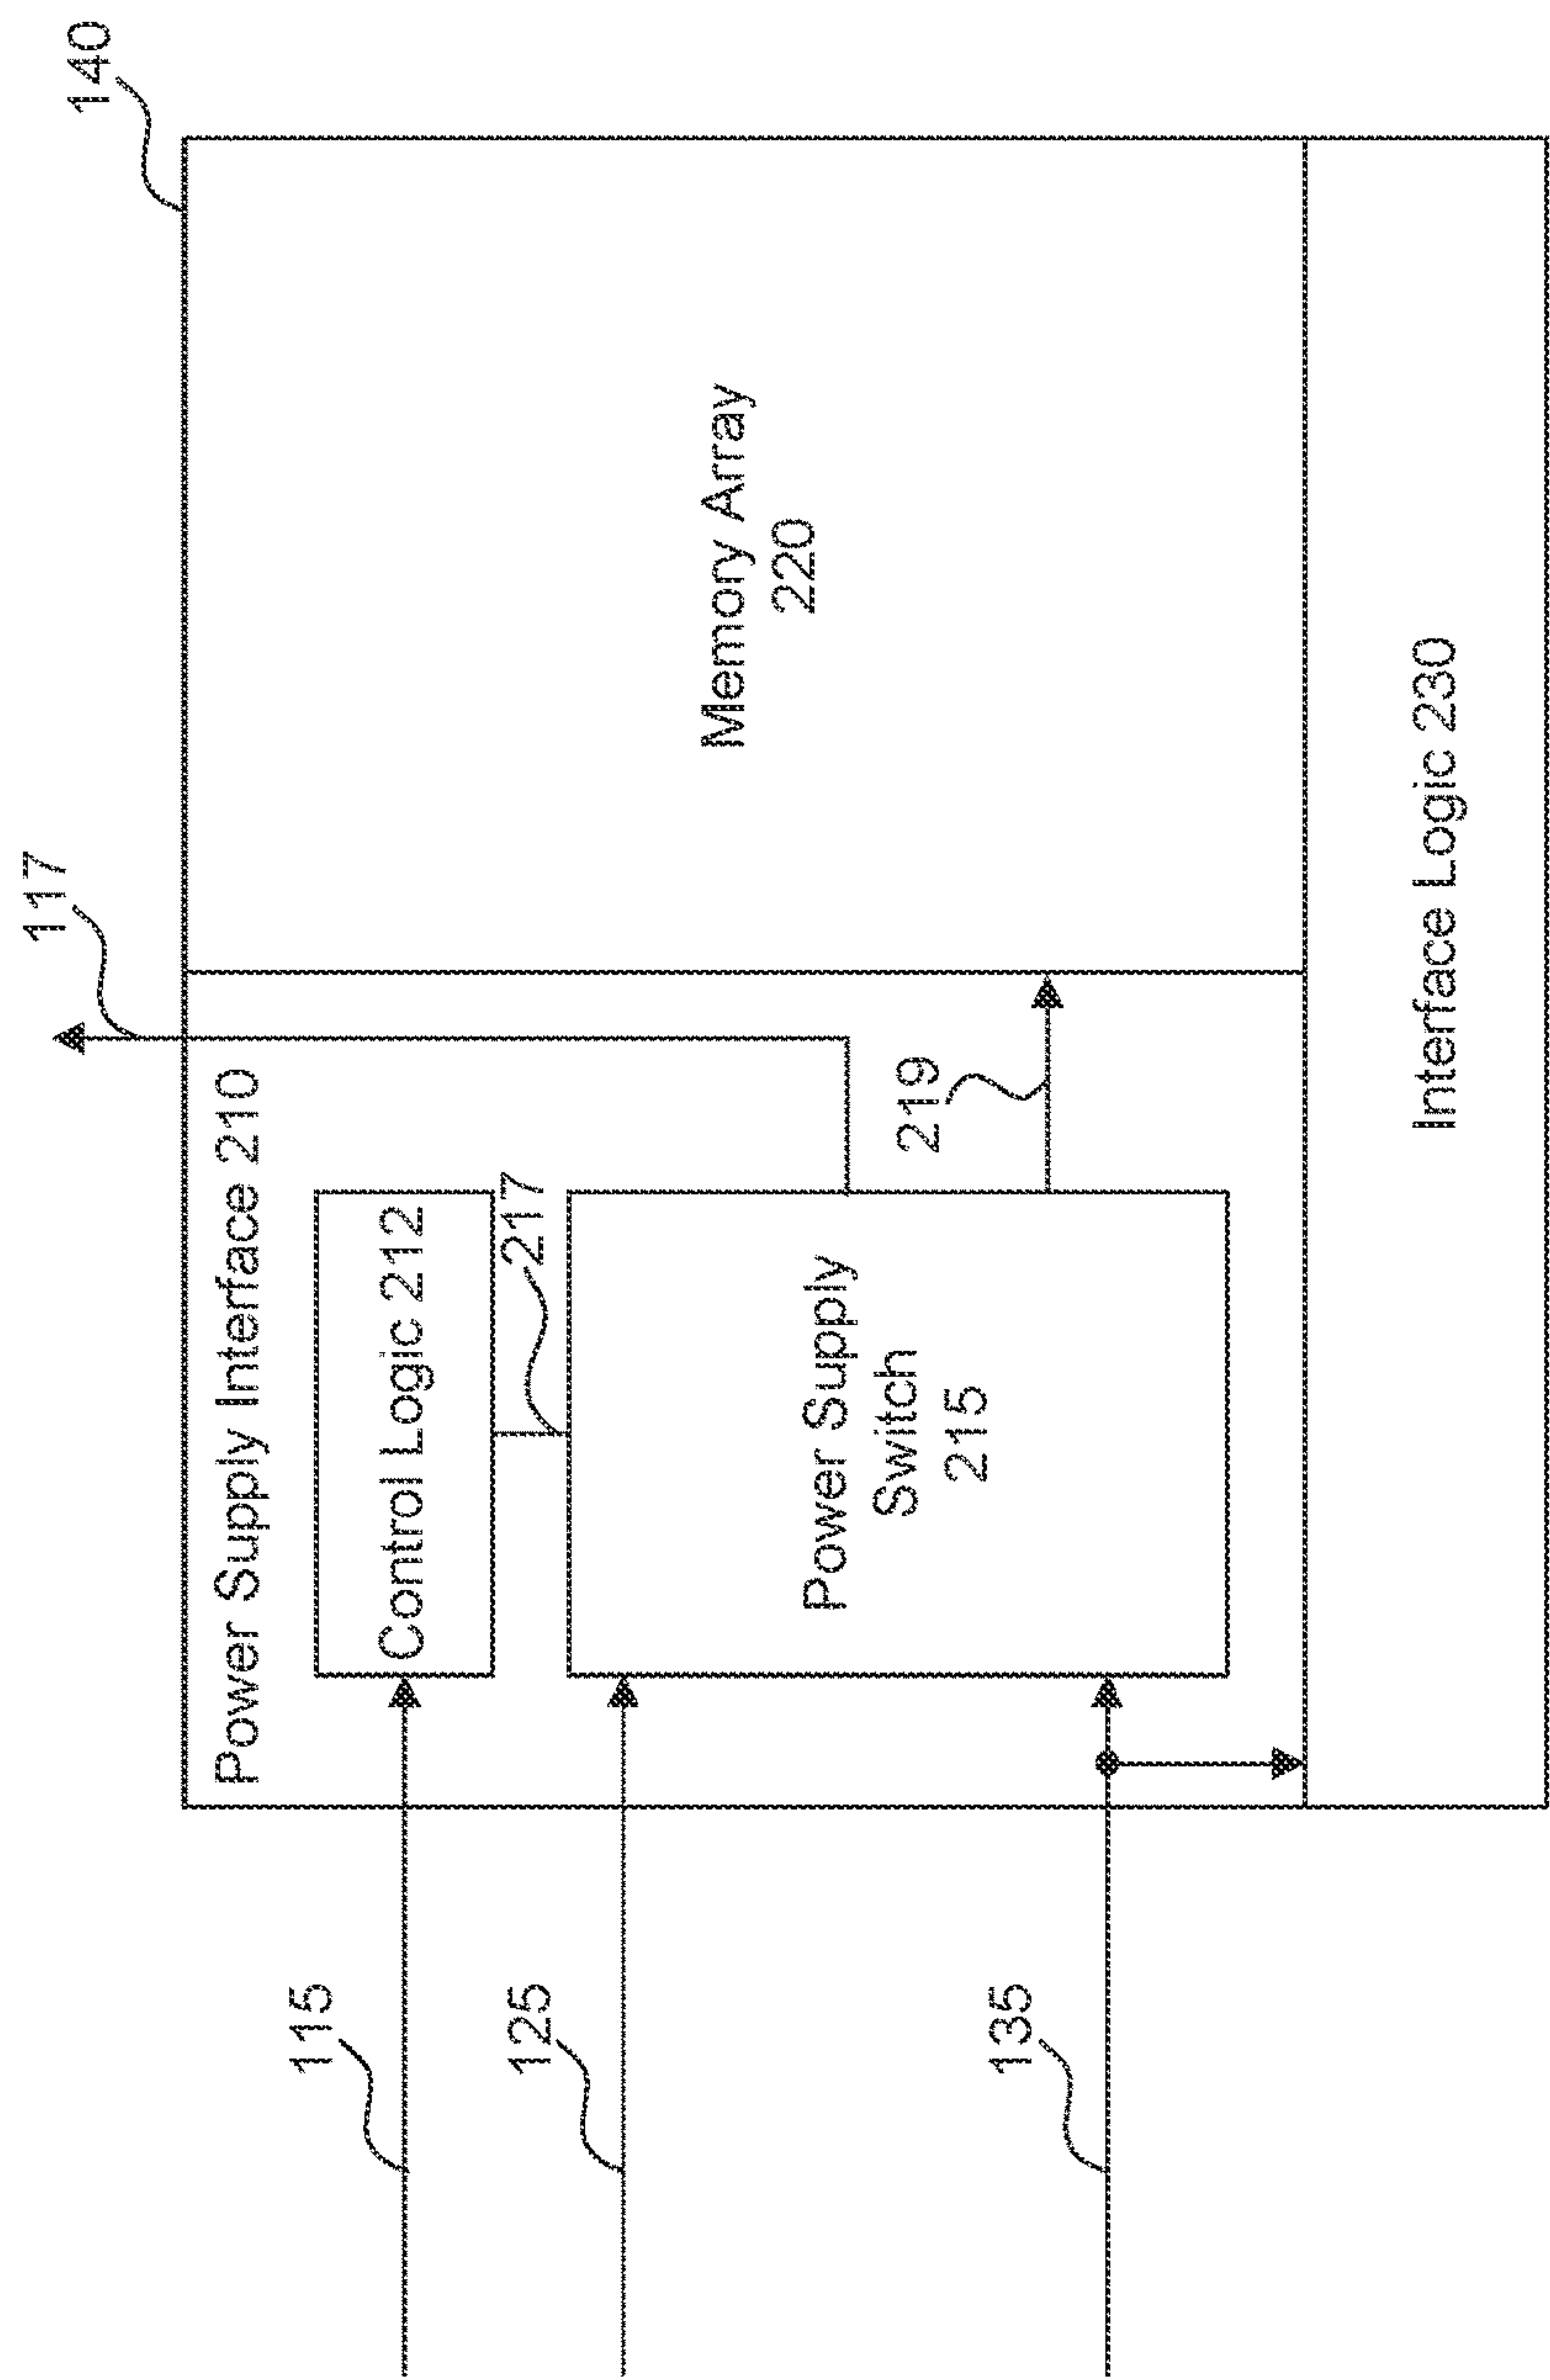 140
117
Power Supply Interface 210
115
Control Logic 212
217
125
Memory Array
220
Power Supply
Switch
215
219
135
Interface Logic 230